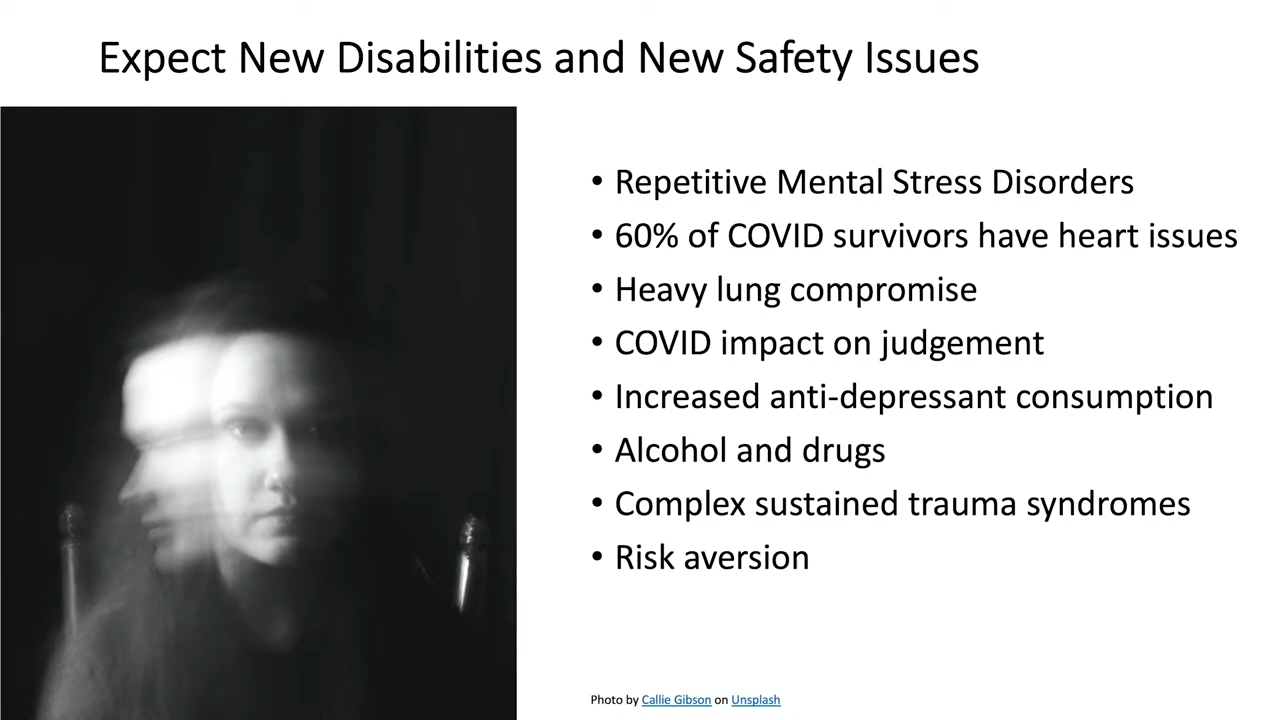 Expect New Disabilities and New Safety Issues
• Repetitive Mental Stress Disorders
• 60% of COVID survivors have heart issues
• Heavy lung compromise
• COVID impact on judgement
• Increased anti-depressant consumption
• Alcohol and drugs
• Complex sustained trauma syndromes
• Risk aversion
Photo by Callie Gibson on Unsplash